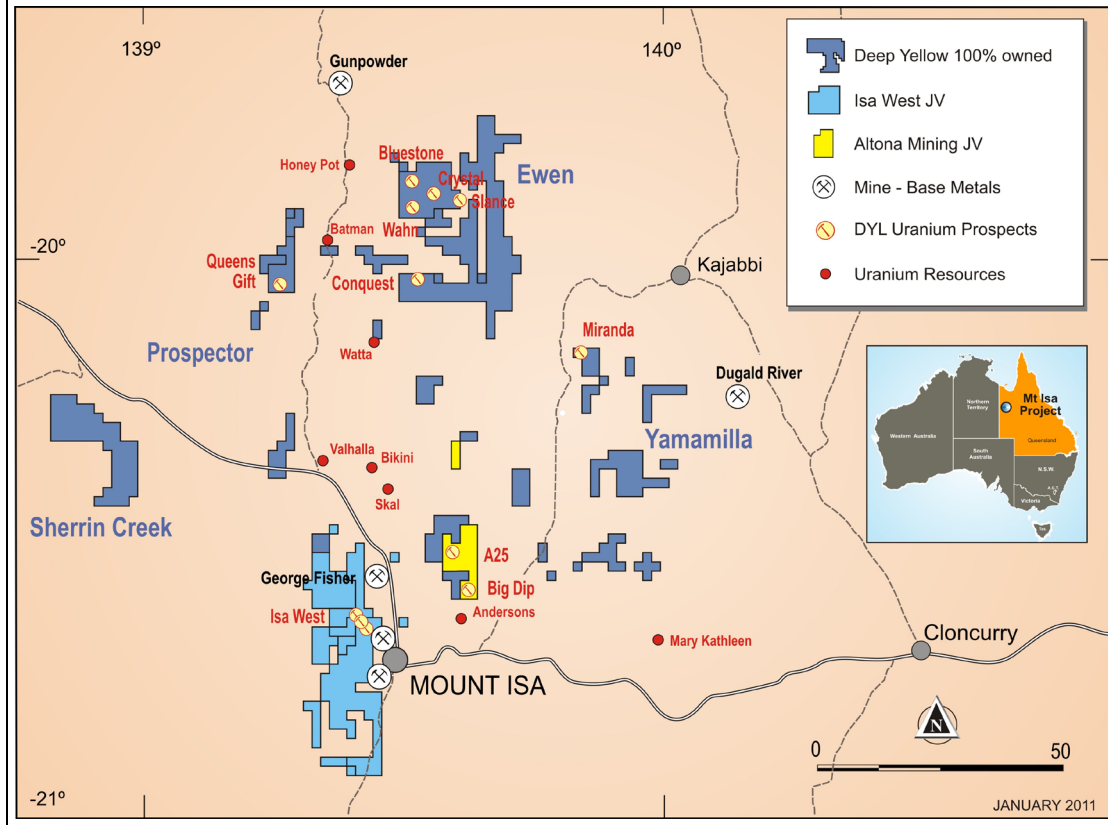 139º
140º
Gunpowder
Deep Yellow 100% owned
Isa West JV
Altona Mining JV
Mine - Base Metals
DYL Uranium Prospects
Uranium Resources
Honey Pot
Bluestone
Crystal
Slance
Ewen
Wahn
Batman
-20º
Queens
Gift
Conquest
Kajabbi
Prospector
Watta
Miranda
Dugald River
Mt Isa
Project
Northern
Territory
Queensland
Western Australia
South
Australia
N.S.W.
A.C.T.
Victoria
Tas
Yamamilla
Valhalla
Bikini
Skal
Sherrin Creek
A25
George Fisher
Big Dip
Isa West
Andersons
Mary Kathleen
Cloncurry
MOUNT ISA
N
0
50
-21º
JANUARY 2011